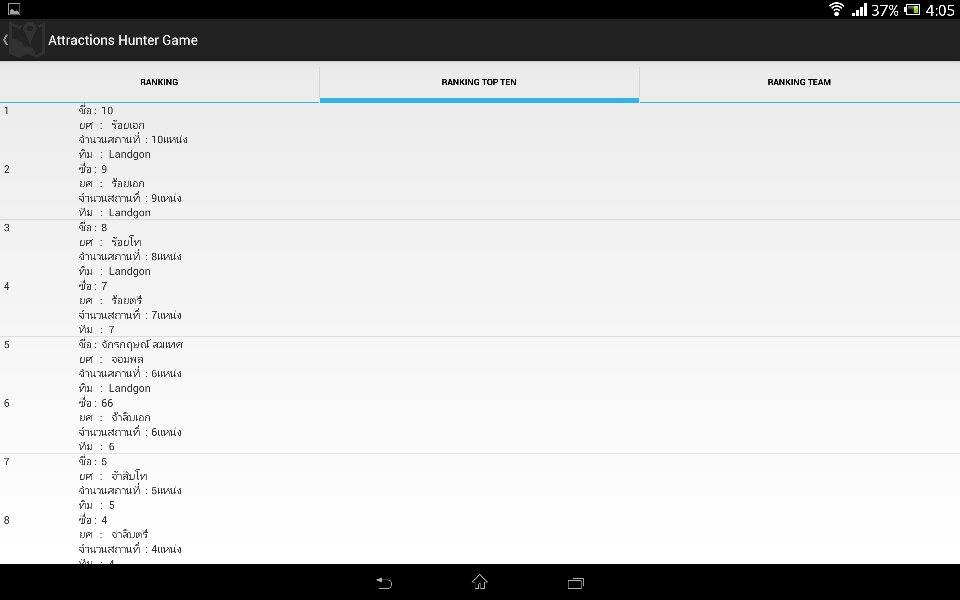 37% 4:05
Attractions Hunter Game
RANKING RANKING TOP TEN RANKING TEAM
1 ชื่อ : 10
ยศ : ร้อยเอก
จำนวนสถานที่ : 10แหน่ง
ทีม : Landgon
2 ชื่อ : 9
ยศ : ร้อยเอก
จำนวนสถานที่ : 9แหน่ง
ทีม : Landgon
3 ชื่อ : 8
ยศ : ร้อยโท
จำนวนสถานที่ : 8แหน่ง
ทีม : Landgon
4 ชื่อ : 7
ยศ : ร้อยตรี
จำนวนสถานที่ : 7แหน่ง
ทีม : 7
5 ชื่อ : จักรกฤษณ์ สมเทศ
ยศ : จอมพล
จำนวนสถานที่ : 6แหน่ง
ทีม : Landgon
6 ชื่อ : 66
ยศ : จ่าสิบเอก
จำนวนสถานที่ : 6แหน่ง
ทีม : 6
7 ชื่อ : 5
ยศ : จ่าสิบโท
จำนวนสถานที่ : 5แหน่ง
ทีม : 5
8 ชื่อ : 4
ยศ : จ่าสิบตรี
จำนวนสถานที่ : 4แหน่ง
ทีม : 4